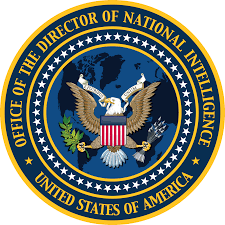 OFFICE OF THE DIRECTOR OF NATIONAL INTELLIGENCE
UNITED STATES OF AMERICA